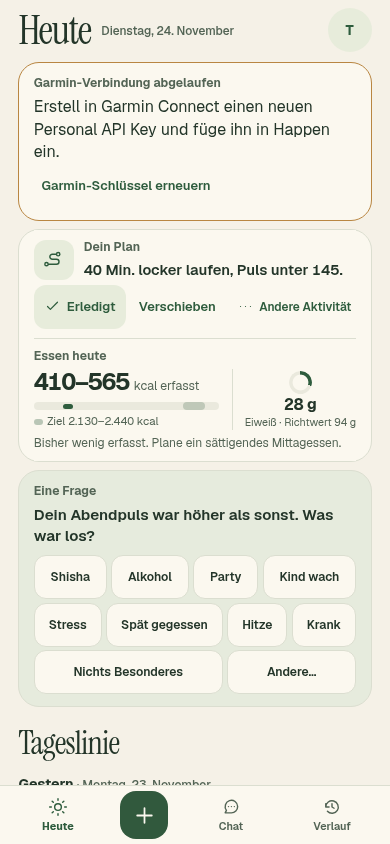 Heute Dienstag, 24. November T
Garmin-Verbindung abgelaufen
Erstell in Garmin Connect einen neuen
Personal API Key und füge ihn in Happen
ein.
Garmin-Schlüssel erneuern
Dein Plan
40 Min. locker laufen, Puls unter 145.
Erledigt Verschieben ··· Andere Aktivität
Essen heute
410–565 kcal erfasst
28 g
Ziel 2.130–2.440 kcal
Eiweiß · Richtwert 94 g
Bisher wenig erfasst. Plane ein sättigendes Mittagessen.
Eine Frage
Dein Abendpuls war höher als sonst. Was
war los?
Shisha Alkohol Party Kind wach
Stress Spät gegessen Hitze Krank
Nichts Besonderes Andere…
Tageslinie
Gestern · Montag, 23. November
Heute Chat Verlauf